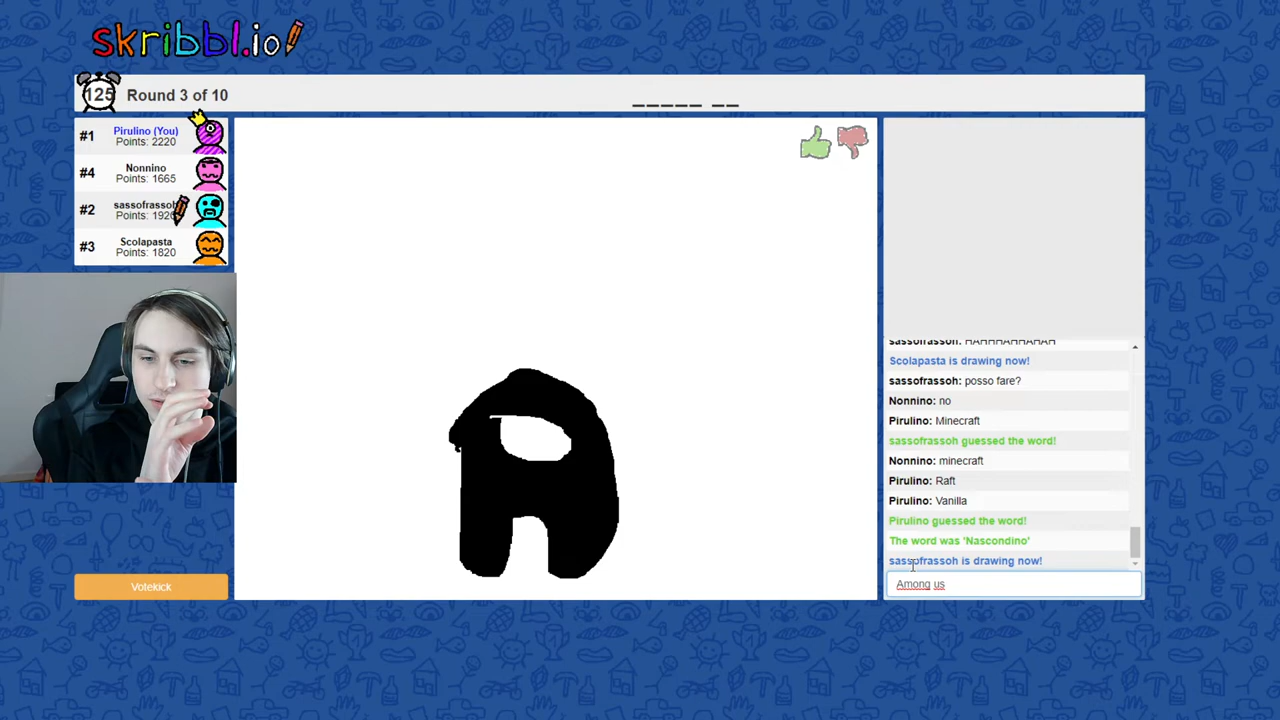 skribbl.io
125 Round 3 of 10 _____ __
#1 Pirulino (You)
Points: 2220
#4 Nonnino
Points: 1665
#2 sassofrassoh
Points: 1920
#3 Scolapasta
Points: 1820
sassofrassoh: HAHHAHHAHAH
Scolapasta is drawing now!
sassofrassoh: posso fare?
Nonnino: no
Pirulino: Minecraft
sassofrassoh guessed the word!
Nonnino: minecraft
Pirulino: Raft
Pirulino: Vanilla
Pirulino guessed the word!
The word was 'Nascondino'
sassofrassoh is drawing now!
Among us
Votekick